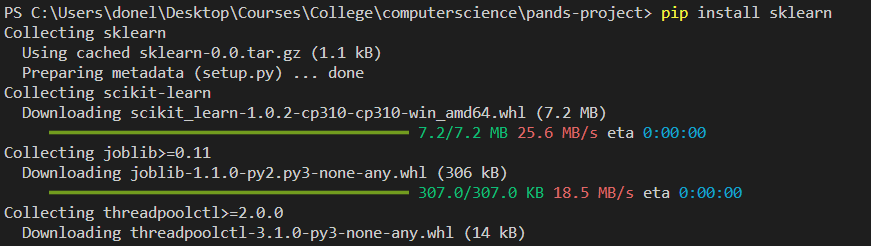 PS C:\Users\donel\Desktop\Courses\College\computerscience\pands-project> pip install sklearn
Collecting sklearn
Using cached sklearn-0.0.tar.gz (1.1 kB)
Preparing metadata (setup.py) ... done
Collecting scikit-learn
Downloading scikit_learn-1.0.2-cp310-cp310-win_amd64.whl (7.2 MB)
7.2/7.2 MB 25.6 MB/s eta 0:00:00
Collecting joblib>=0.11
Downloading joblib-1.1.0-py2.py3-none-any.whl (306 kB)
307.0/307.0 KB 18.5 MB/s eta 0:00:00
Collecting threadpoolctl>=2.0.0
Downloading threadpoolctl-3.1.0-py3-none-any.whl (14 kB)